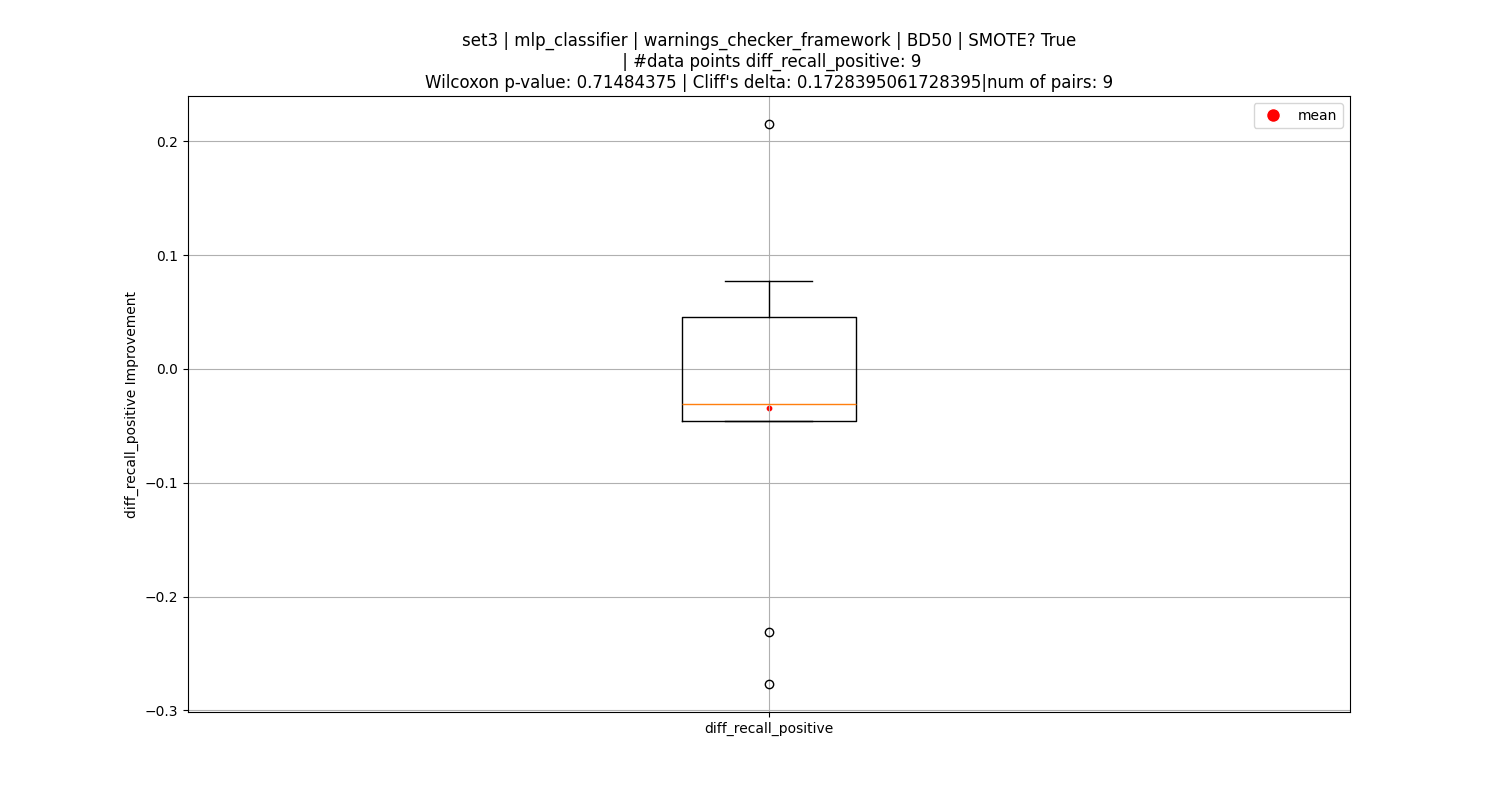 set3 | mlp_classifier | warnings_checker_framework | BD50 | SMOTE? True
| #data points diff_recall_positive: 9
Wilcoxon p-value: 0.71484375 | Cliff's delta: 0.1728395061728395|num of pairs: 9
mean
0.2
0.1
0.0
−0.1
−0.2
−0.3
diff_recall_positive Improvement
diff_recall_positive